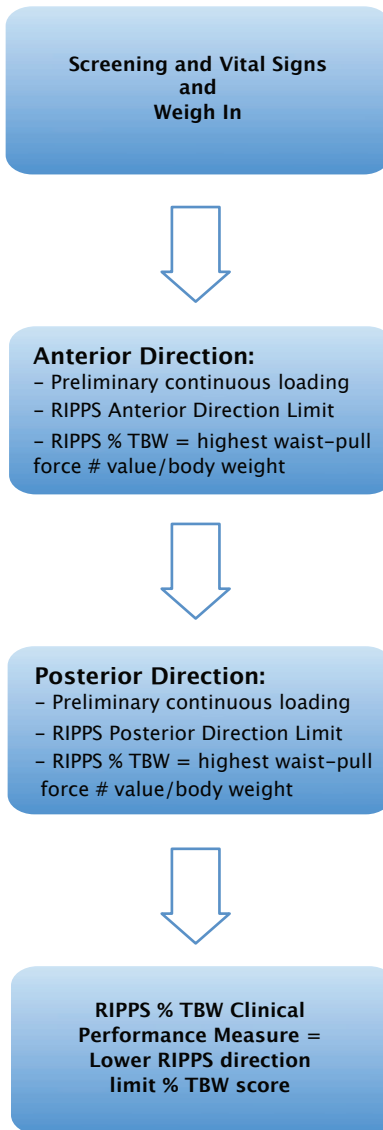 Screening and Vital Signs
and
Weigh In
Anterior Direction:
– Preliminary continuous loading
– RIPPS Anterior Direction Limit
– RIPPS % TBW = highest waist–pull
force # value/body weight
Posterior Direction:
– Preliminary continuous loading
– RIPPS Posterior Direction Limit
– RIPPS % TBW = highest waist–pull
force # value/body weight
RIPPS % TBW Clinical
Performance Measure =
Lower RIPPS direction
limit % TBW score